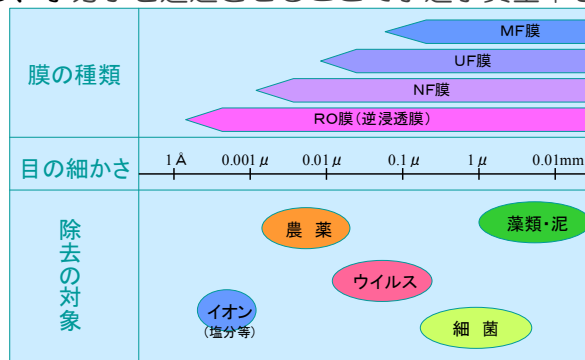 膜の種類
MF膜
UF膜
NF膜
RO膜(逆浸透膜)
目の細かさ
1Å
0.001μ
0.01μ
0.1μ
1μ
0.01mm
除去の対象
農薬
藻類・泥
ウイルス
イオン
(塩分等)
細菌